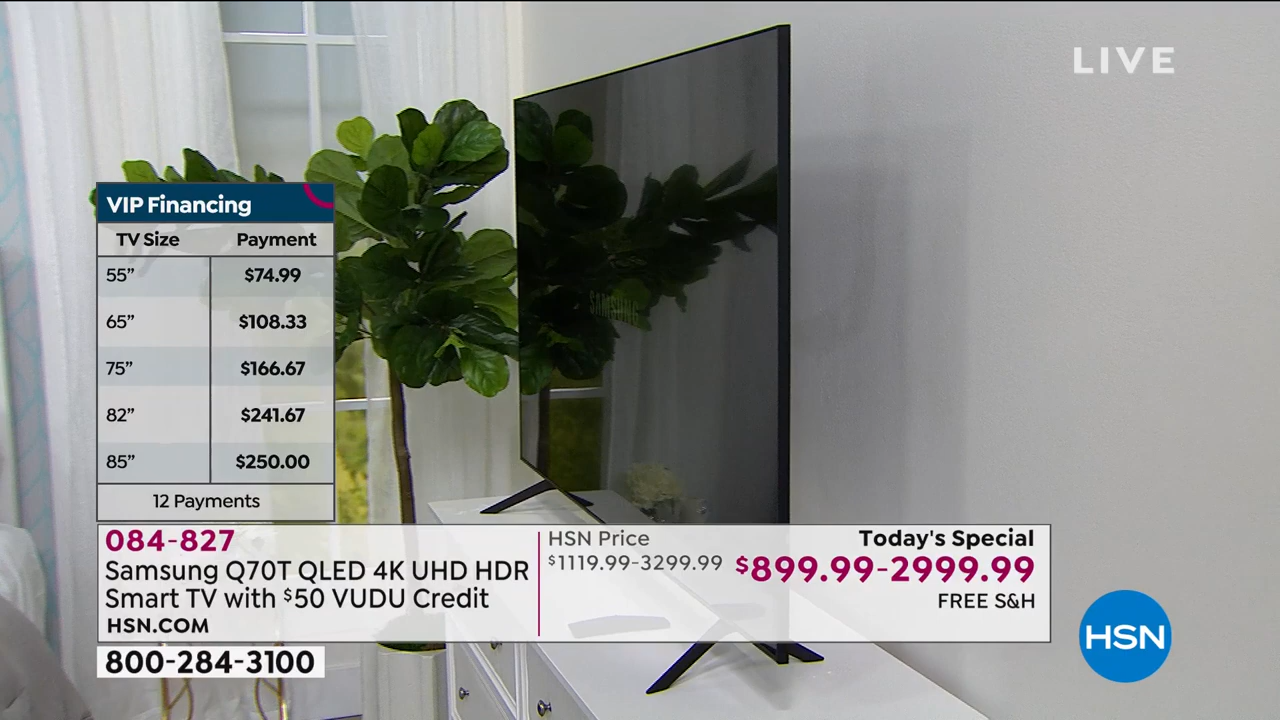 LIVE
VIP Financing
TV Size Payment
55” $74.99
65” $108.33
75” $166.67
82” $241.67
85” $250.00
12 Payments
SAMSUNG
084-827
Samsung Q70T QLED 4K UHD HDR
Smart TV with $50 VUDU Credit
HSN.COM
HSN Price
$1119.99-3299.99
Today's Special
$899.99-2999.99
FREE S&H
800-284-3100
HSN